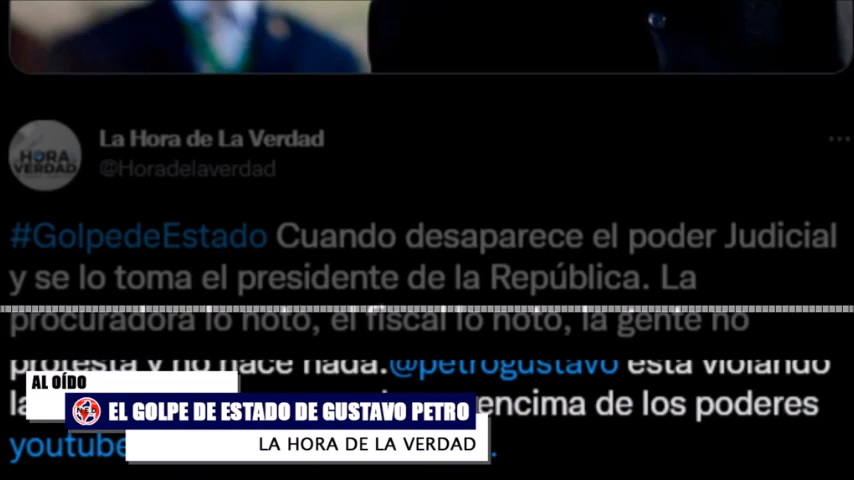 La Hora de La Verdad
HORA
VERDAD
@Horadelaverdad
#GolpedeEstado Cuando desaparece el poder Judicial
y se lo toma el presidente de la República. La
procuradora lo notó, el fiscal lo notó, la gente no
protesta y no hace nada.@petrogustavo está violando
AL OÍDO
la encima de los poderes
NEL EL GOLPE DE ESTADO DE GUSTAVO PETRO
youtube .
LA HORA DE LA VERDAD